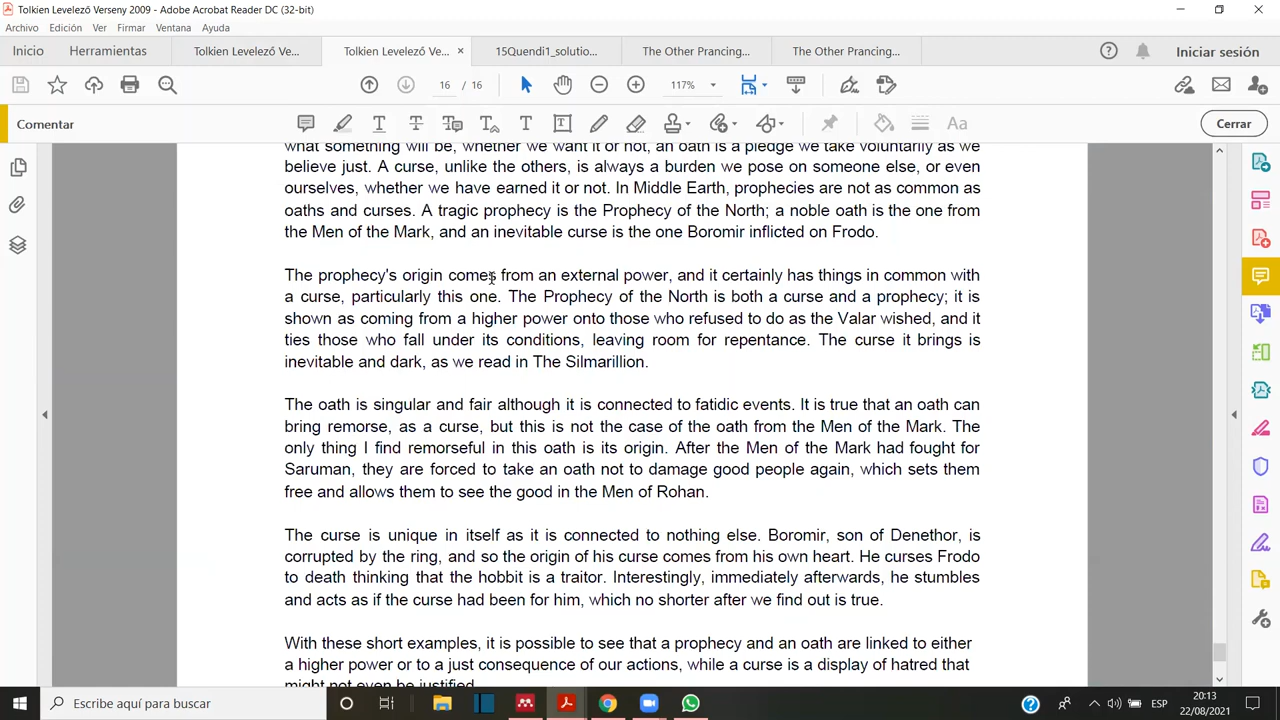 Tolkien Levelező Verseny 2009 - Adobe Acrobat Reader DC (32-bit)
Archivo Edición Ver Firmar Ventana Ayuda
Inicio Herramientas Tolkien Levelező Ve... Tolkien Levelező Ve... × 15Quendi1_solutio... The Other Prancing... The Other Prancing... Iniciar sesión
16 / 16 117%
Comentar Cerrar
what something will be, whether we want it or not, an oath is a pledge we take voluntarily as we
believe just. A curse, unlike the others, is always a burden we pose on someone else, or even
ourselves, whether we have earned it or not. In Middle Earth, prophecies are not as common as
oaths and curses. A tragic prophecy is the Prophecy of the North; a noble oath is the one from
the Men of the Mark, and an inevitable curse is the one Boromir inflicted on Frodo.
The prophecy's origin comes from an external power, and it certainly has things in common with
a curse, particularly this one. The Prophecy of the North is both a curse and a prophecy; it is
shown as coming from a higher power onto those who refused to do as the Valar wished, and it
ties those who fall under its conditions, leaving room for repentance. The curse it brings is
inevitable and dark, as we read in The Silmarillion.
The oath is singular and fair although it is connected to fatidic events. It is true that an oath can
bring remorse, as a curse, but this is not the case of the oath from the Men of the Mark. The
only thing I find remorseful in this oath is its origin. After the Men of the Mark had fought for
Saruman, they are forced to take an oath not to damage good people again, which sets them
free and allows them to see the good in the Men of Rohan.
The curse is unique in itself as it is connected to nothing else. Boromir, son of Denethor, is
corrupted by the ring, and so the origin of his curse comes from his own heart. He curses Frodo
to death thinking that the hobbit is a traitor. Interestingly, immediately afterwards, he stumbles
and acts as if the curse had been for him, which no shorter after we find out is true.
With these short examples, it is possible to see that a prophecy and an oath are linked to either
a higher power or to a just consequence of our actions, while a curse is a display of hatred that
might not even be justified.
Escribe aquí para buscar
ESP
20:13
22/08/2021